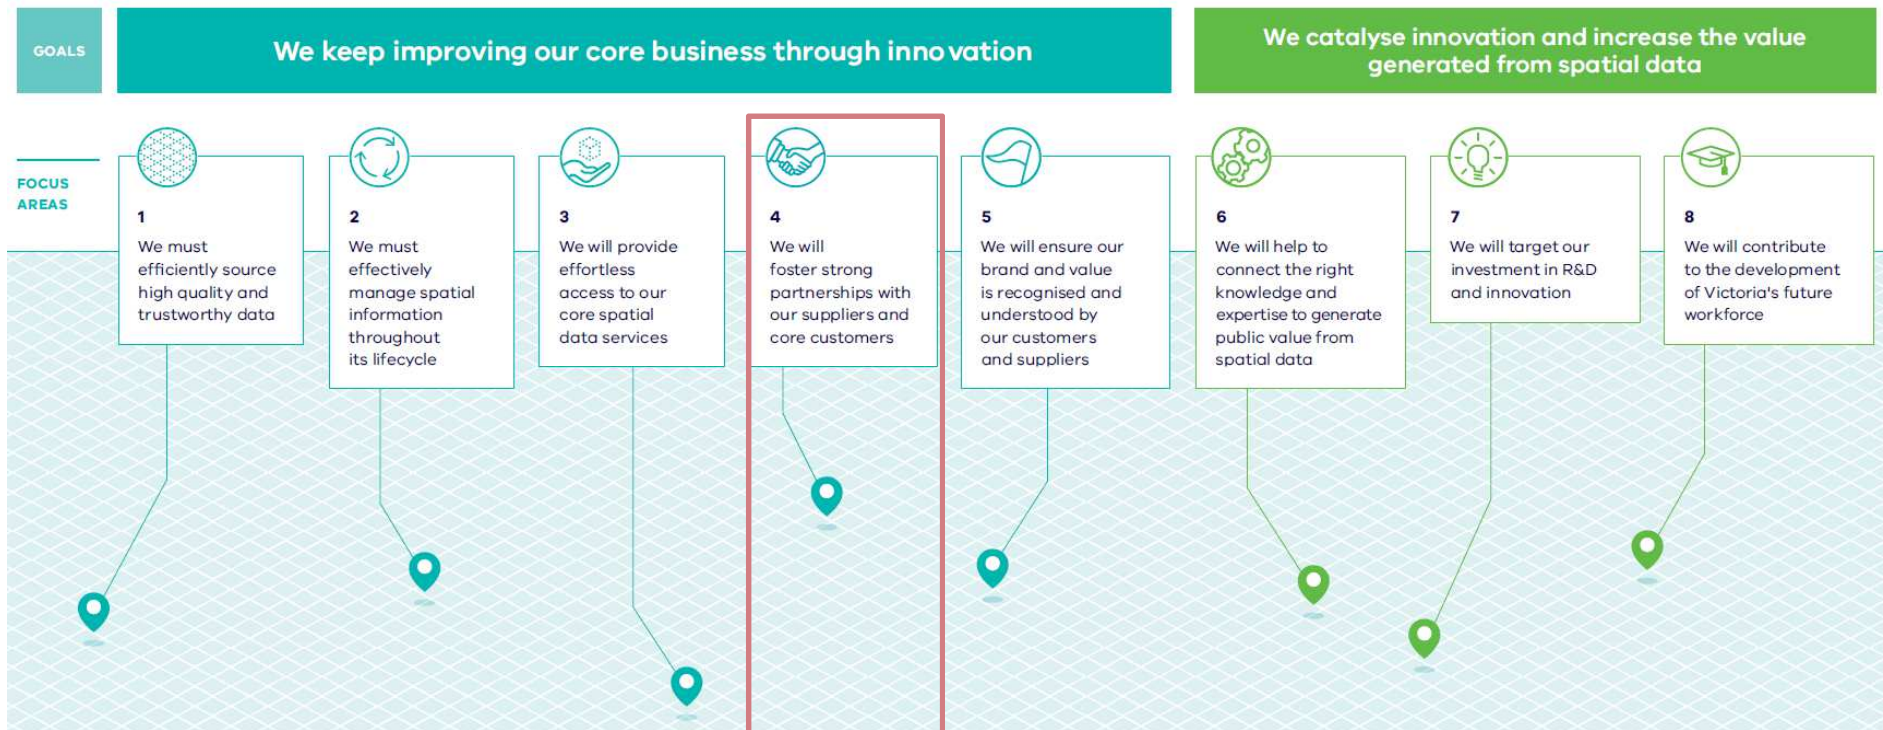 GOALS
We keep improving our core business through innovation
We catalyse innovation and increase the value
generated from spatial data
FOCUS
AREAS
1
We must
efficiently source
high quality and
trustworthy data
2
We must
effectively
manage spatial
information
throughout
its lifecycle
3
We will provide
effortless
access to our
core spatial
data services
4
We will
foster strong
partnerships with
our suppliers and
core customers
5
We will ensure our
brand and value
is recognised and
understood by
our customers
and suppliers
6
We will help to
connect the right
knowledge and
expertise to generate
public value from
spatial data
7
We will target our
investment in R&D
and innovation
8
We will contribute
to the development
of Victoria's future
workforce